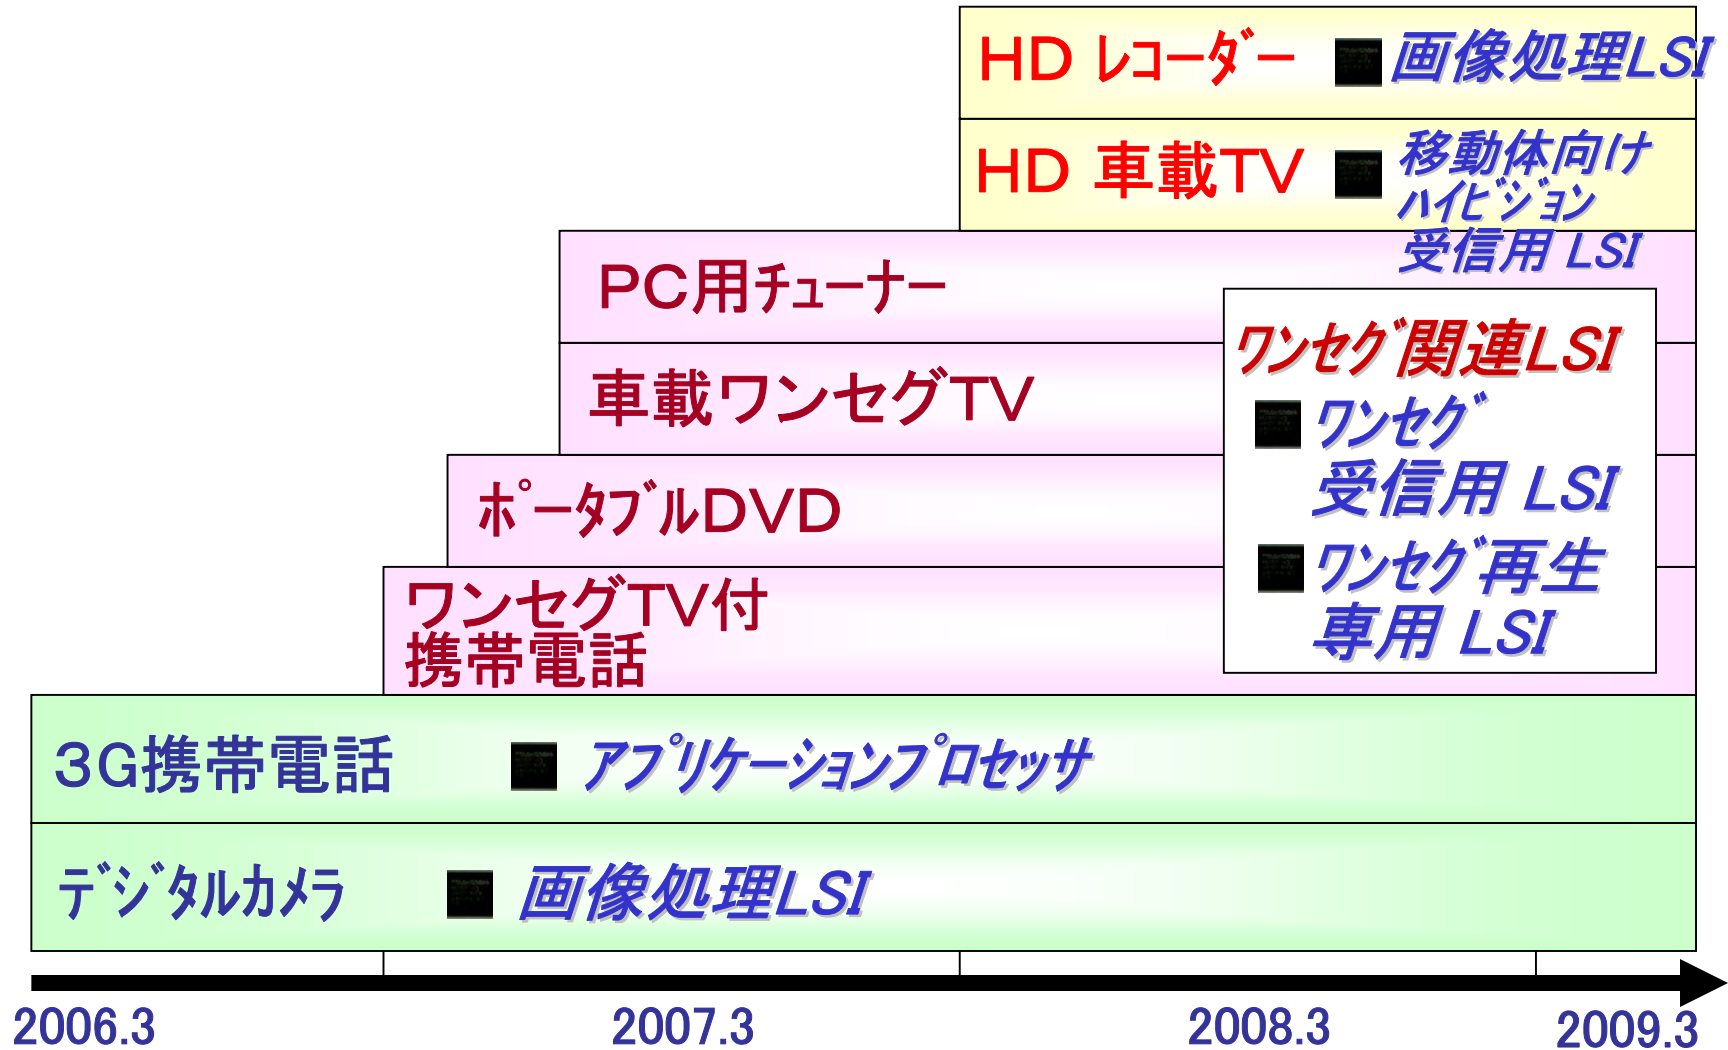 HD ﾚｺｰﾀﾞｰ 画像処理LSI
HD 車載TV 移動体向け
ﾊｲﾋﾞｼﾞｮﾝ
受信用 LSI
PC用ﾁｭｰﾅｰ
車載ワンセグTV
ﾎﾟｰﾀﾌﾞﾙDVD
ワンセグTV付
携帯電話
ﾜﾝｾｸﾞ関連LSI
ﾜﾝｾｸﾞ
受信用 LSI
ﾜﾝｾｸﾞ再生
専用 LSI
３G携帯電話 ｱﾌﾟﾘｹｰｼｮﾝﾌﾟﾛｾｯｻ
ﾃﾞｼﾞﾀﾙｶﾒﾗ 画像処理LSI
2006.3 2007.3 2008.3 2009.3